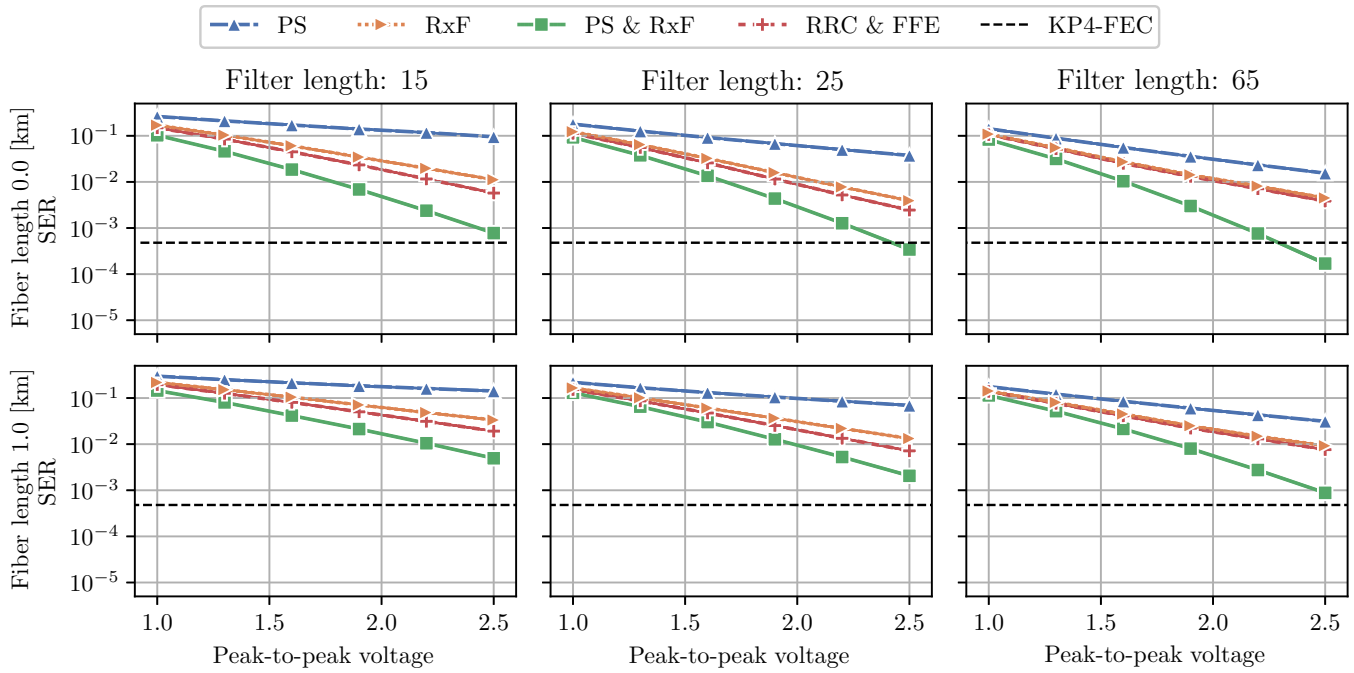 PS RxF PS & RxF RRC & FFE KP4-FEC
Filter length: 15 Filter length: 25 Filter length: 65
Fiber length 0.0 [km]
SER
10⁻¹
10⁻²
10⁻³
10⁻⁴
10⁻⁵
Fiber length 1.0 [km]
SER
10⁻¹
10⁻²
10⁻³
10⁻⁴
10⁻⁵
1.0 1.5 2.0 2.5 1.0 1.5 2.0 2.5 1.0 1.5 2.0 2.5
Peak-to-peak voltage Peak-to-peak voltage Peak-to-peak voltage